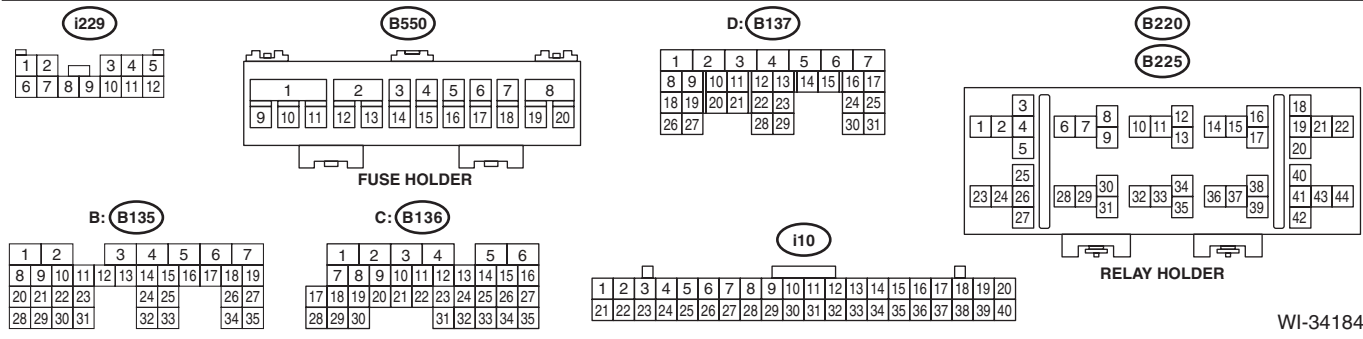 i229
1 2 3 4 5
6 7 8 9 10 11 12
B550
1 2 3 4 5 6 7 8
9 10 11 12 13 14 15 16 17 18 19 20
FUSE HOLDER
D: B137
1 2 3 4 5 6 7
8 9 10 11 12 13 14 15 16 17
18 19 20 21 22 23 24 25
26 27 28 29 30 31
B220
B225
3 18
1 2 4 6 7 8 10 11 12 14 15 16 19 21 22
9 13 17
5 20
25 40
23 24 26 28 29 30 32 33 34 36 37 38 41 43 44
31 35 39
27 42
RELAY HOLDER
B: B135
1 2 3 4 5 6 7
8 9 10 11 12 13 14 15 16 17 18 19
20 21 22 23 24 25 26 27
28 29 30 31 32 33 34 35
C: B136
1 2 3 4 5 6
7 8 9 10 11 12 13 14 15 16
17 18 19 20 21 22 23 24 25 26 27
28 29 30 31 32 33 34 35
i10
1 2 3 4 5 6 7 8 9 10 11 12 13 14 15 16 17 18 19 20
21 22 23 24 25 26 27 28 29 30 31 32 33 34 35 36 37 38 39 40
WI-34184